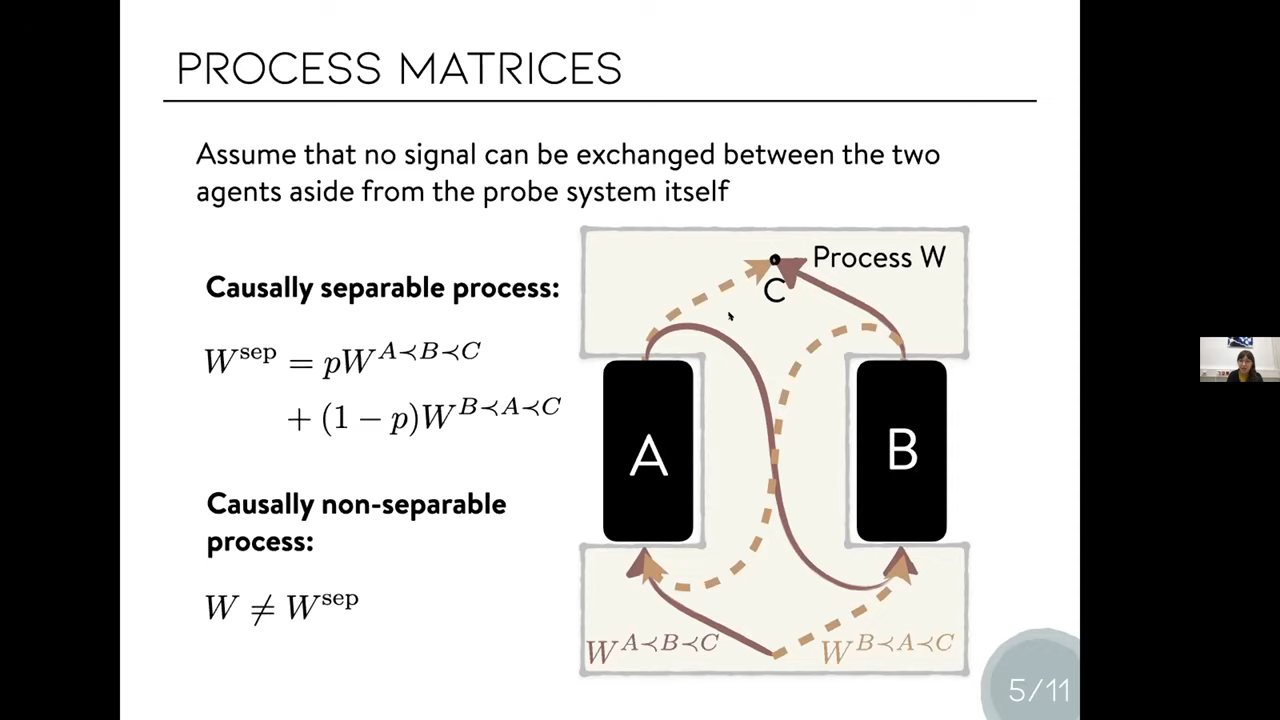 PROCESS MATRICES
Assume that no signal can be exchanged between the two
agents aside from the probe system itself
Causally separable process:
W^sep = pW^{A≺B≺C}
+ (1 − p)W^{B≺A≺C}
Causally non-separable
process:
W ≠ W^sep
Process W
C
A
B
W^{A≺B≺C}
W^{B≺A≺C}
5/11